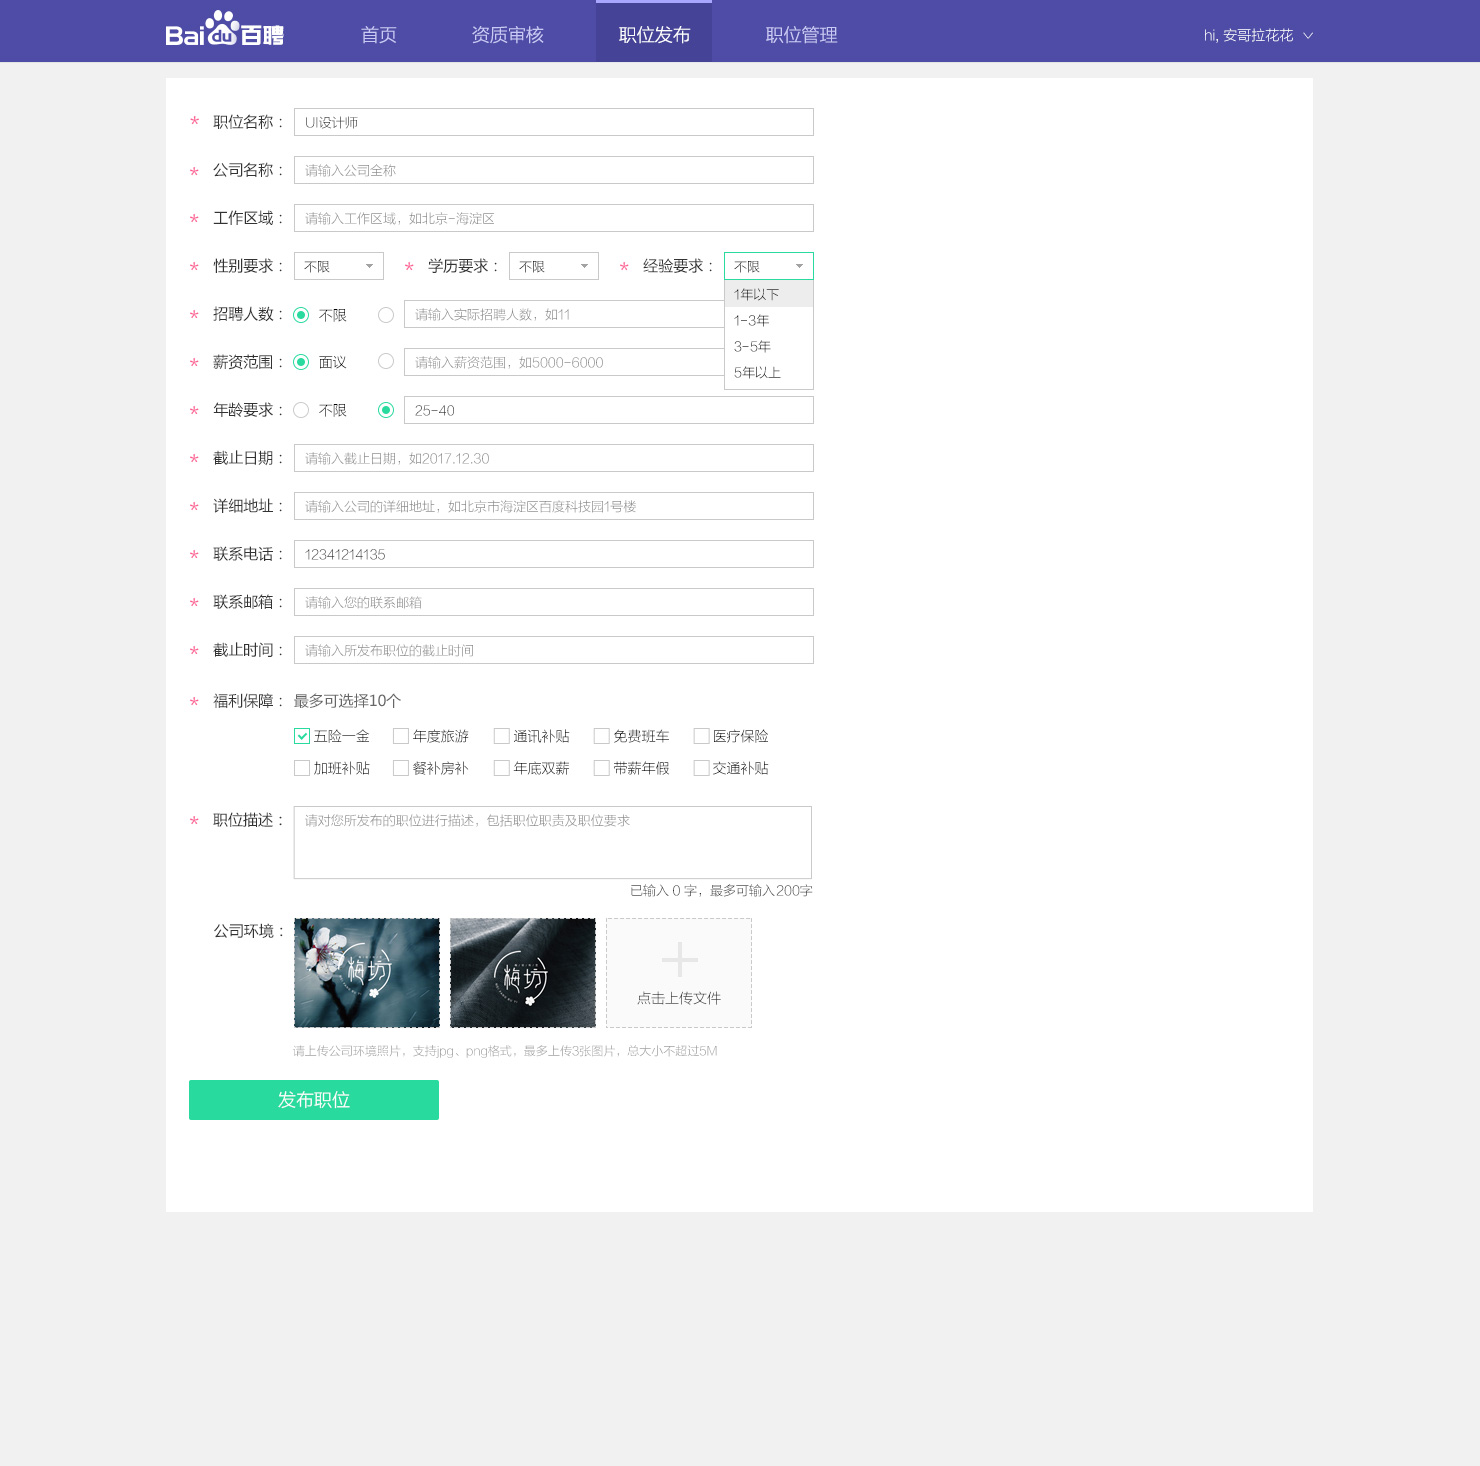 Bai du 百聘 首页 资质审核 职位发布 职位管理 hi, 安哥拉花花
* 职位名称： UI设计师
* 公司名称： 请输入公司全称
* 工作区域： 请输入工作区域，如北京-海淀区
* 性别要求： 不限 * 学历要求： 不限 * 经验要求： 不限
1年以下
1-3年
3-5年
5年以上
* 招聘人数： 不限 请输入实际招聘人数，如11
* 薪资范围： 面议 请输入薪资范围，如5000-6000
* 年龄要求： 不限 25-40
* 截止日期： 请输入截止日期，如2017.12.30
* 详细地址： 请输入公司的详细地址，如北京市海淀区百度科技园1号楼
* 联系电话： 12341214135
* 联系邮箱： 请输入您的联系邮箱
* 截止时间： 请输入所发布职位的截止时间
* 福利保障： 最多可选择10个
五险一金 年度旅游 通讯补贴 免费班车 医疗保险
加班补贴 餐补房补 年底双薪 带薪年假 交通补贴
* 职位描述： 请对您所发布的职位进行描述，包括职位职责及职位要求
已输入 0 字，最多可输入200字
公司环境：
梅坊 梅坊
点击上传文件
请上传公司环境照片，支持jpg、png格式，最多上传3张图片，总大小不超过5M
发布职位